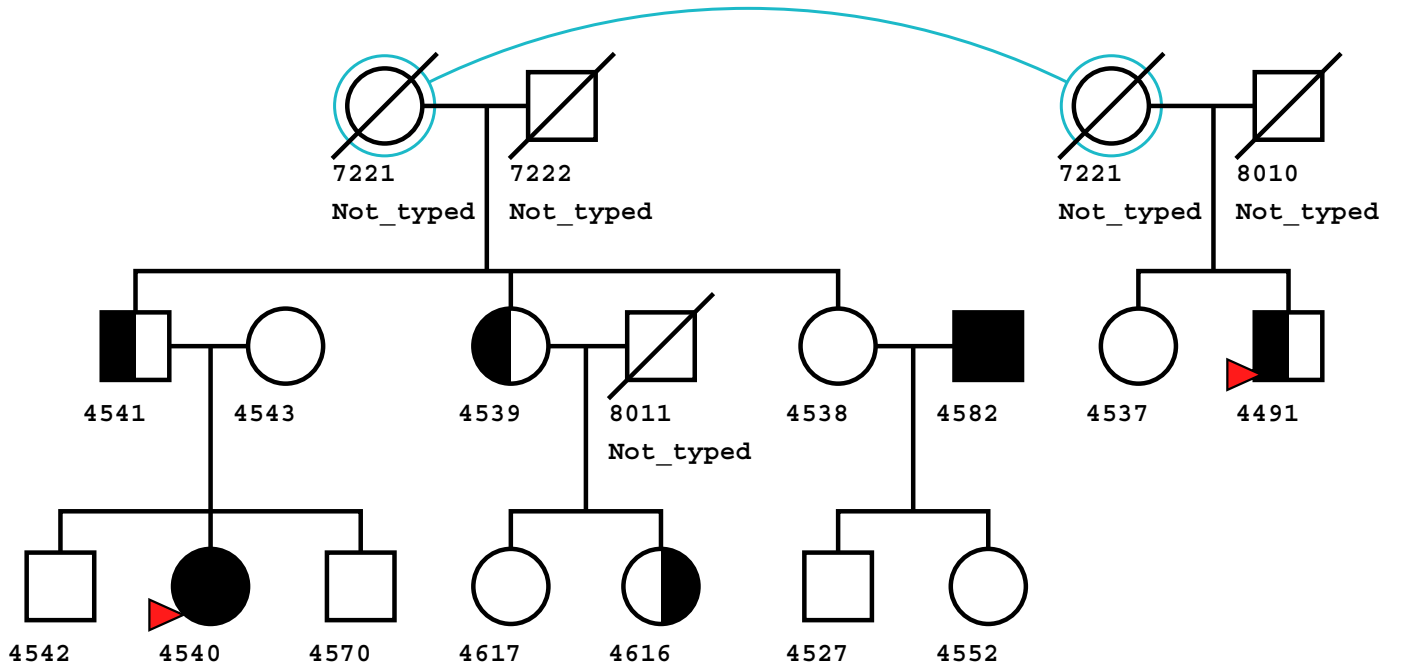 7221 7222 7221 8010
Not_typed Not_typed Not_typed Not_typed
4541 4543 4539 8011 4538 4582 4537 4491
Not_typed
4542 4540 4570 4617 4616 4527 4552